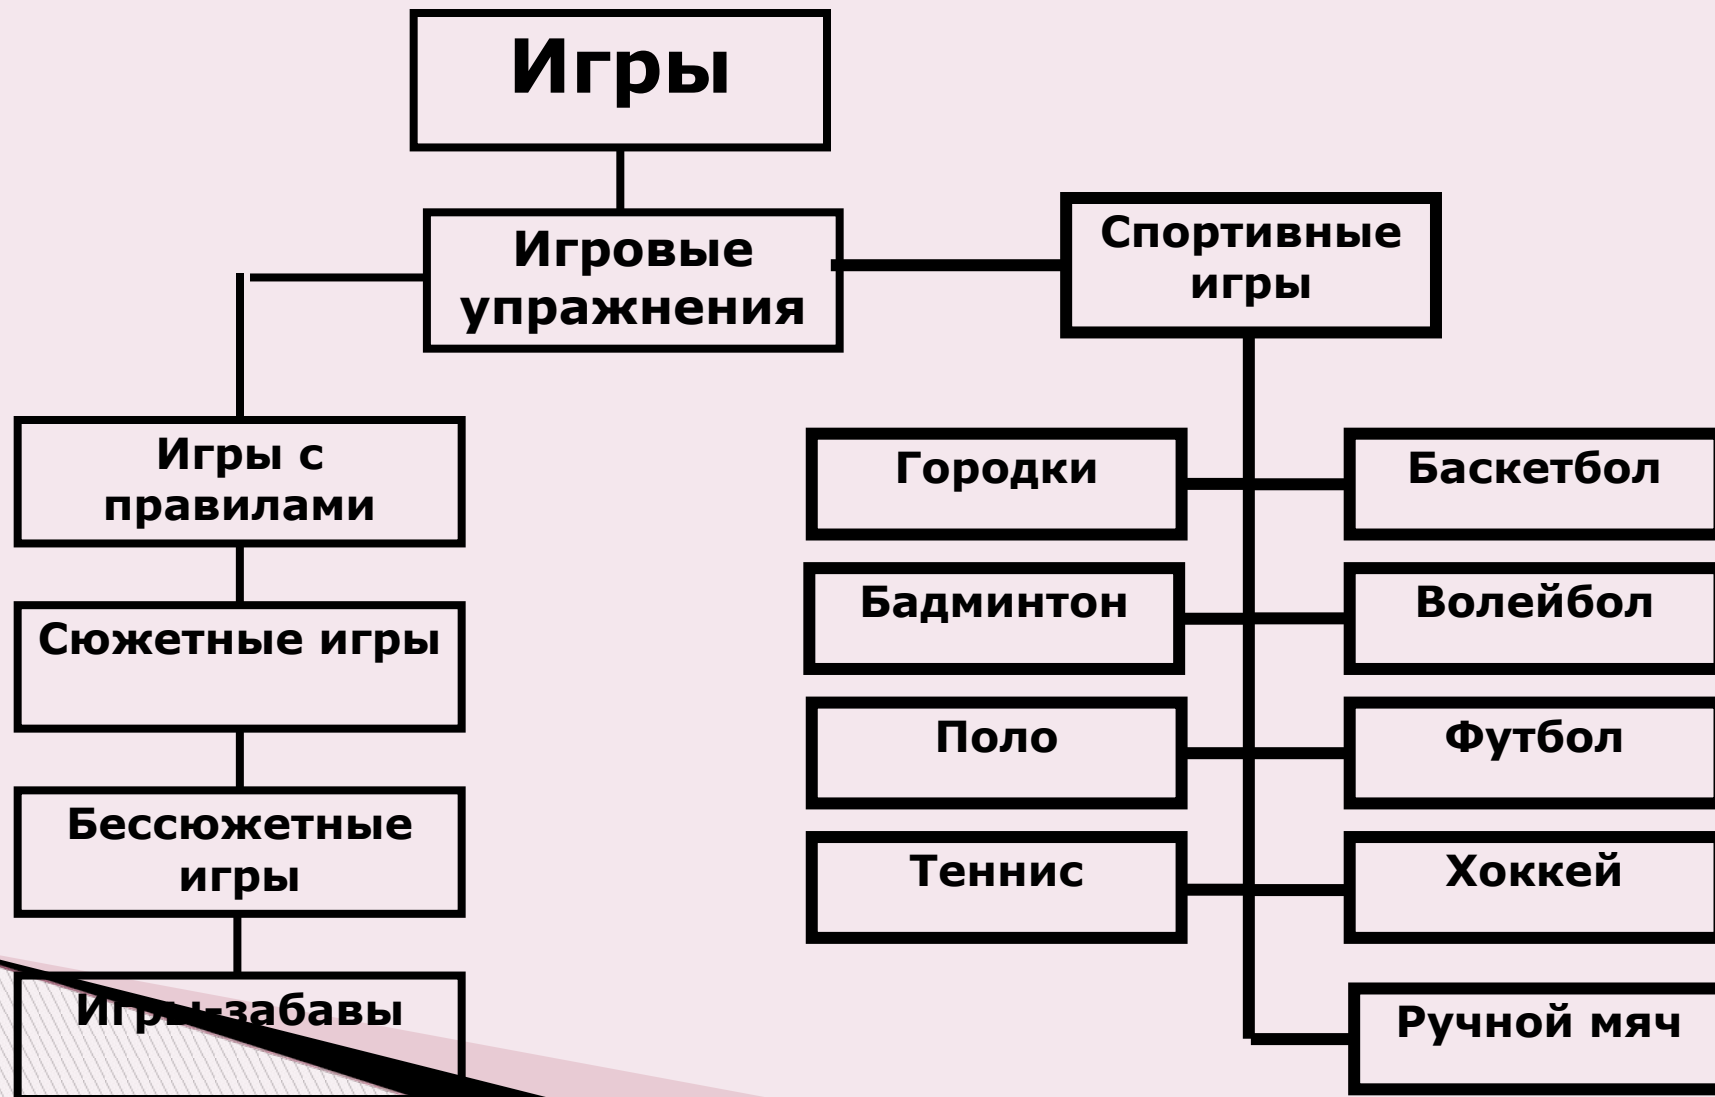 Игры
Игровые
упражнения
Спортивные
игры
Игры с
правилами
Сюжетные игры
Бессюжетные
игры
Игры-забавы
Городки
Баскетбол
Бадминтон
Волейбол
Поло
Футбол
Теннис
Хоккей
Ручной мяч